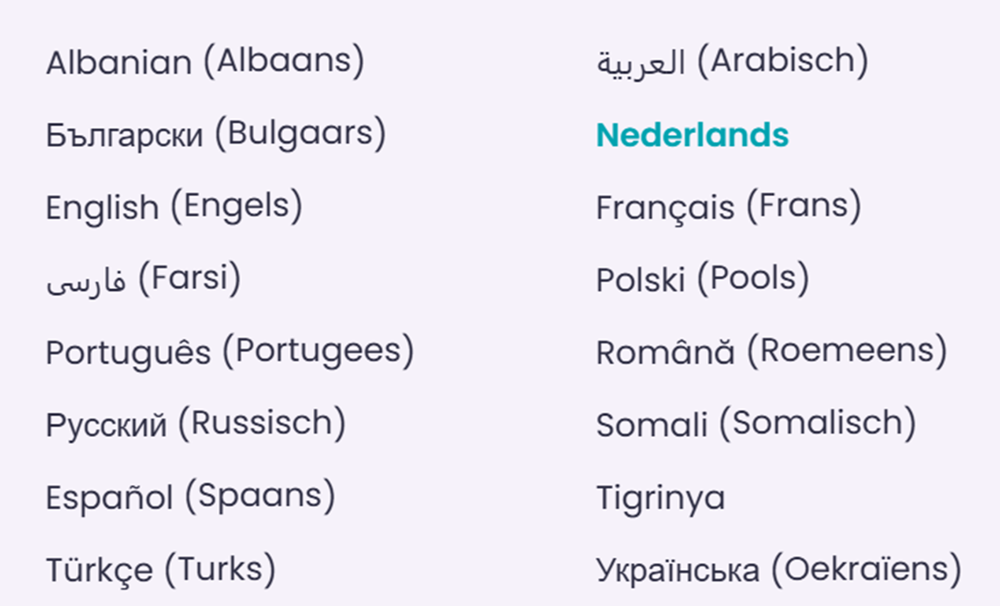 Albanian (Albaans)
العربية (Arabisch)
Български (Bulgaars)
Nederlands
English (Engels)
Français (Frans)
فارسی (Farsi)
Polski (Pools)
Português (Portugees)
Română (Roemeens)
Русский (Russisch)
Somali (Somalisch)
Español (Spaans)
Tigrinya
Türkçe (Turks)
Українська (Oekraïens)